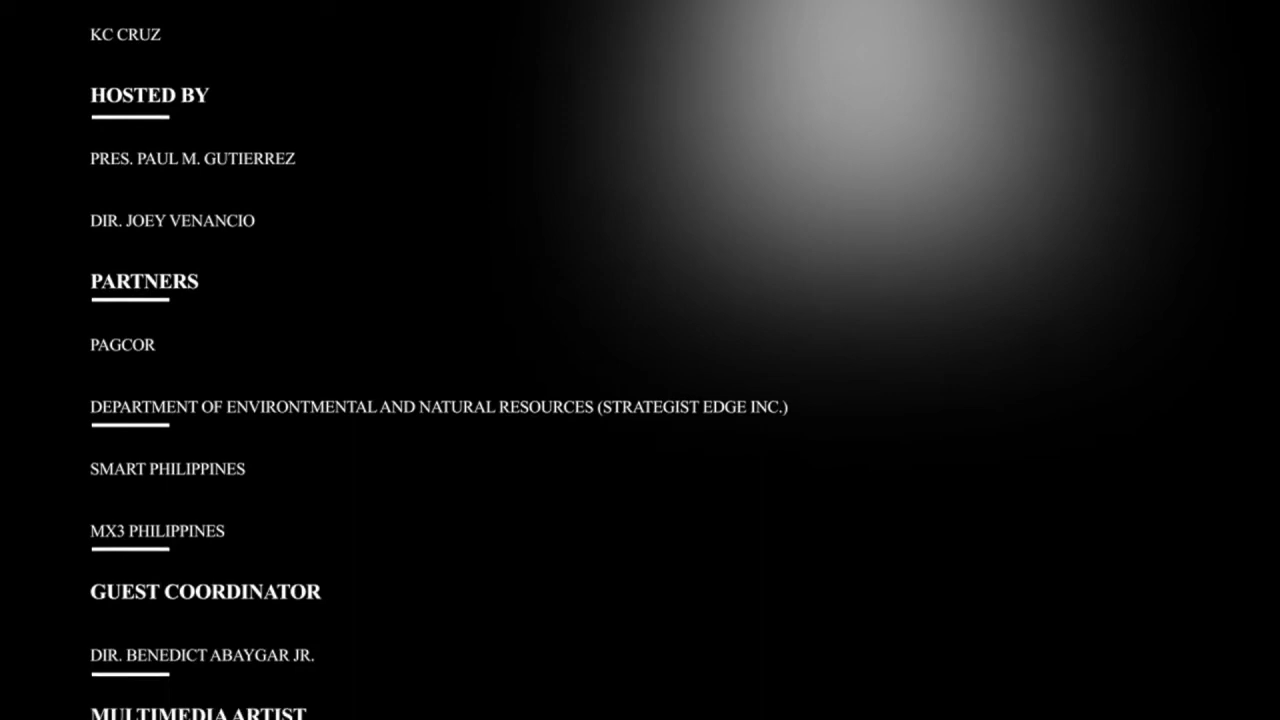 KC CRUZ
HOSTED BY
PRES. PAUL M. GUTIERREZ
DIR. JOEY VENANCIO
PARTNERS
PAGCOR
DEPARTMENT OF ENVIRONTMENTAL AND NATURAL RESOURCES (STRATEGIST EDGE INC.)
SMART PHILIPPINES
MX3 PHILIPPINES
GUEST COORDINATOR
DIR. BENEDICT ABAYGAR JR.
MULTIMEDIA ARTIST